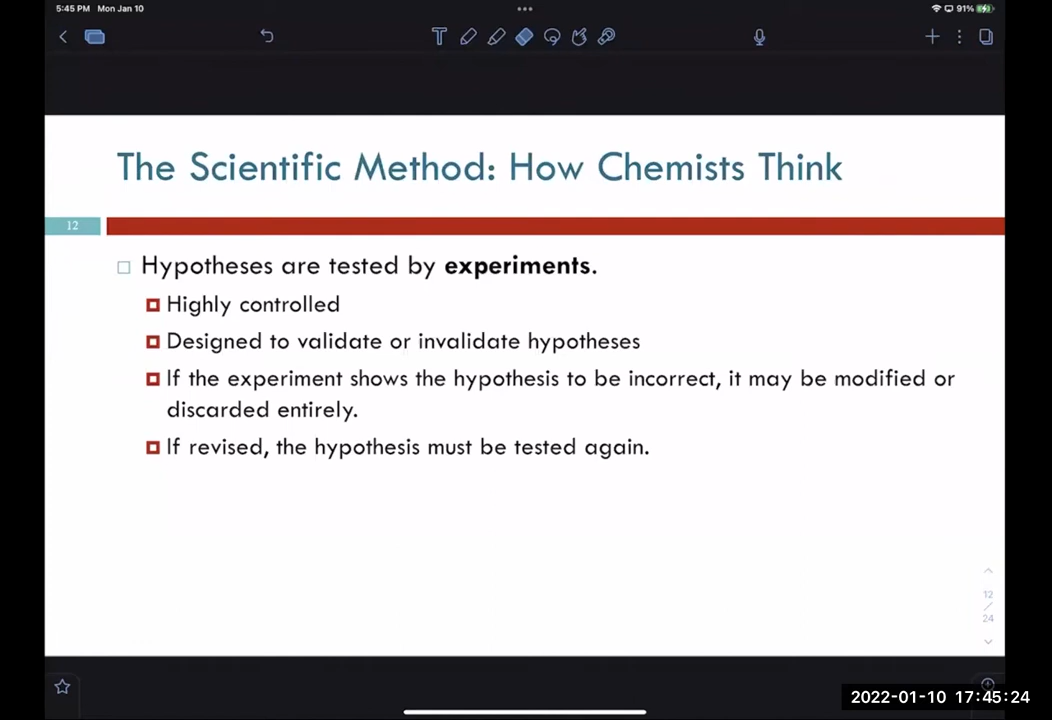 5:45 PM Mon Jan 10
91%
T
The Scientific Method: How Chemists Think
12
Hypotheses are tested by experiments.
Highly controlled
Designed to validate or invalidate hypotheses
If the experiment shows the hypothesis to be incorrect, it may be modified or
discarded entirely.
If revised, the hypothesis must be tested again.
12
/
24
2022-01-10 17:45:24